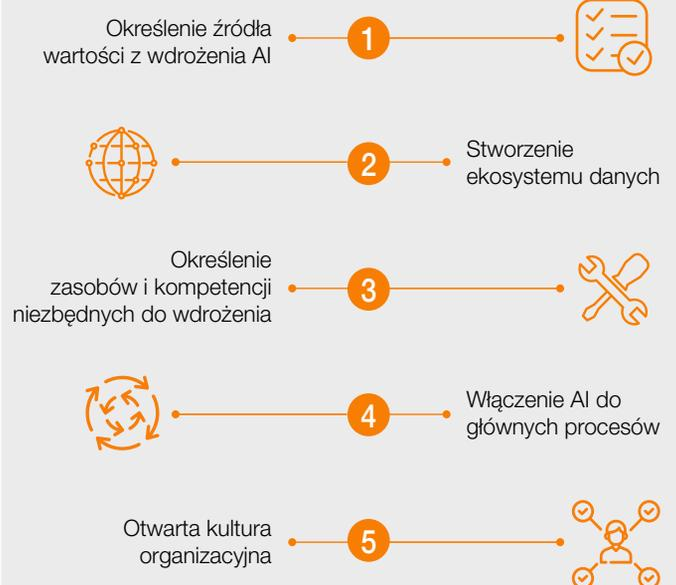 Określenie źródła
wartości z wdrożenia AI
1
2
Stworzenie
ekosystemu danych
Określenie
zasobów i kompetencji
niezbędnych do wdrożenia
3
4
Włączenie AI do
głównych procesów
Otwarta kultura
organizacyjna
5